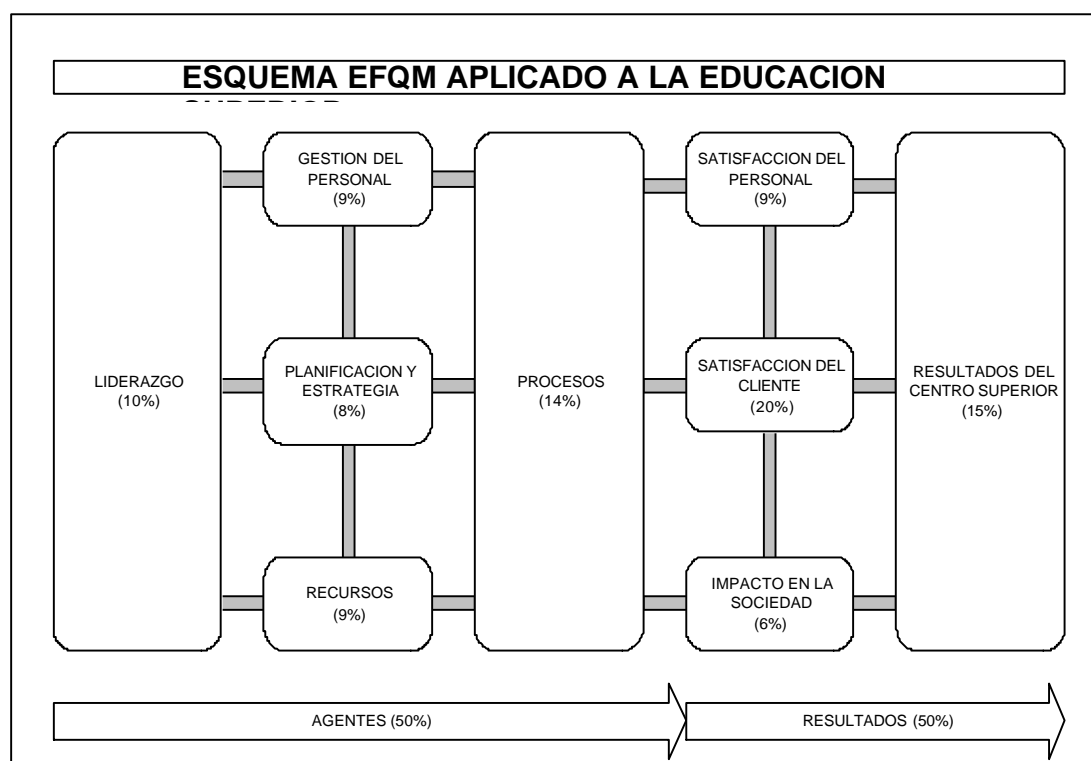 ESQUEMA EFQM APLICADO A LA EDUCACION
LIDERAZGO
(10%)
GESTION DEL
PERSONAL
(9%)
PLANIFICACION Y
ESTRATEGIA
(8%)
RECURSOS
(9%)
PROCESOS
(14%)
SATISFACCION DEL
PERSONAL
(9%)
SATISFACCION DEL
CLIENTE
(20%)
IMPACTO EN LA
SOCIEDAD
(6%)
RESULTADOS DEL
CENTRO SUPERIOR
(15%)
AGENTES (50%)
RESULTADOS (50%)